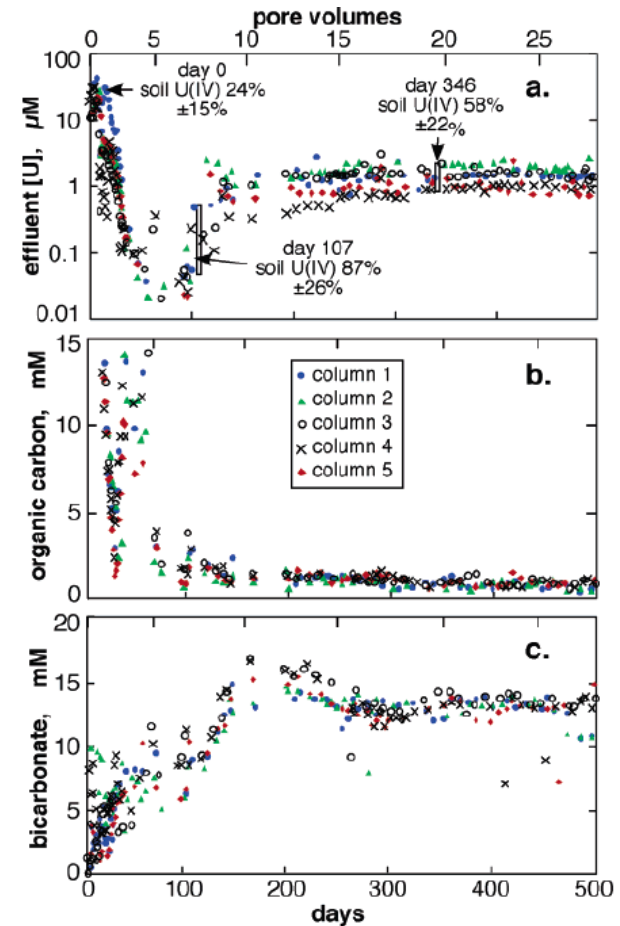 pore volumes
0 5 10 15 20 25
100
10
1
0.1
0.01
effluent [U], µM
a.
day 0
soil U(IV) 24%
±15%
day 346
soil U(IV) 58%
±22%
day 107
soil U(IV) 87%
±26%
15
10
5
0
organic carbon, mM
b.
column 1
column 2
column 3
column 4
column 5
20
15
10
5
0
bicarbonate, mM
c.
0 100 200 300 400 500
days